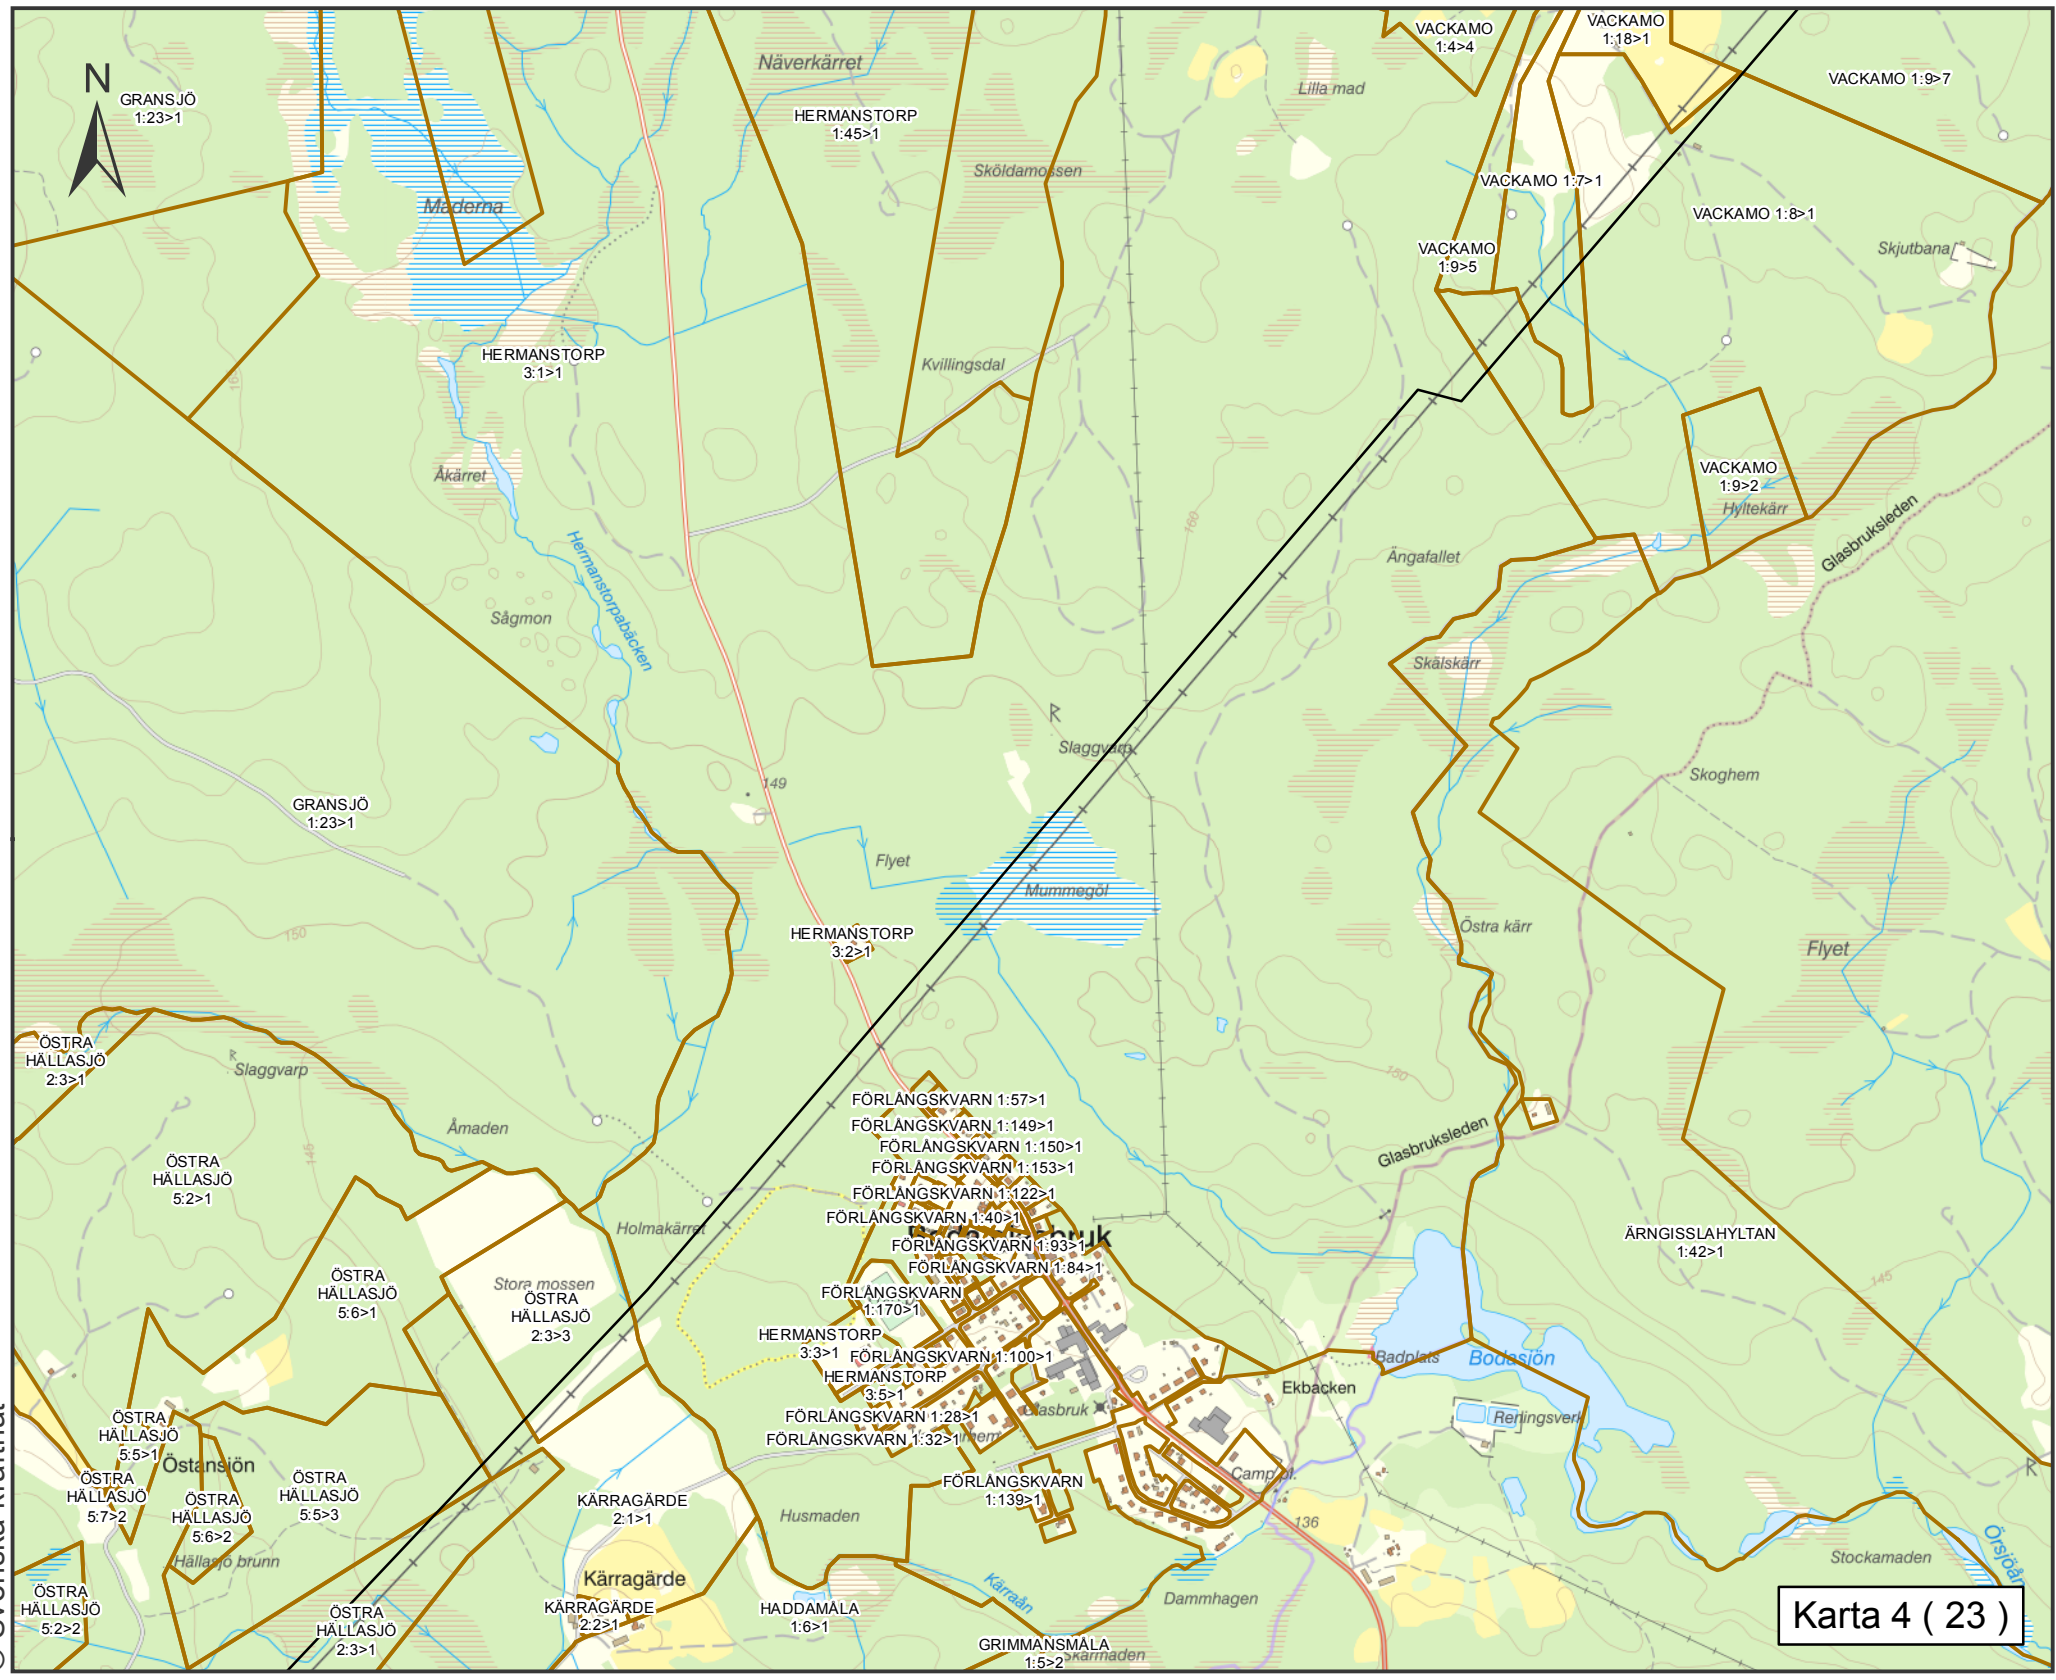 N
GRANSJÖ
1:23>1
Näverkärret
HERMANSTORP
1:45>1
Sköldamossen
Lilla mad
VACKAMO
1:4>4
VACKAMO
1:18>1
VACKAMO 1:9>7
VACKAMO 1:7>1
VACKAMO 1:8>1
VACKAMO
1:9>5
Skjutbana
Maderna
HERMANSTORP
3:1>1
Kvillingsdal
Åkärret
Hermanstorpabäcken
Sågmon
160
Ängafallet
VACKAMO
1:9>2
Hyltekärr
Glasbruksleden
Skälskärr
R
Slaggvarp
149
Skoghem
GRANSJÖ
1:23>1
Flyet
Mummegöl
HERMANSTORP
3:2>1
Östra kärr
Flyet
150
ÖSTRA
HÄLLASJÖ
2:3>1
R
Slaggvarp
Åmaden
145
150
Glasbruksleden
ÖSTRA
HÄLLASJÖ
5:2>1
FÖRLÅNGSKVARN 1:57>1
FÖRLÅNGSKVARN 1:149>1
FÖRLÅNGSKVARN 1:150>1
FÖRLÅNGSKVARN 1:153>1
FÖRLÅNGSKVARN 1:122>1
FÖRLÅNGSKVARN 1:40>1
FÖRLÅNGSKVARN 1:93>1
FÖRLÅNGSKVARN 1:84>1
FÖRLÅNGSKVARN
1:170>1
Holmakärret
ÄRNGISSLAHYLTAN
1:42>1
145
ÖSTRA
HÄLLASJÖ
5:6>1
Stora mossen
ÖSTRA
HÄLLASJÖ
2:3>3
HERMANSTORP
3:3>1
FÖRLÅNGSKVARN 1:100>1
HERMANSTORP
3:5>1
FÖRLÅNGSKVARN 1:28>1
FÖRLÅNGSKVARN 1:32>1
Glasbruk
Badplats
Bodasjön
Ekbacken
Reningsverk
Camp pl.
ÖSTRA
HÄLLASJÖ
5:5>1
Östansjön
ÖSTRA
HÄLLASJÖ
5:7>2
ÖSTRA
HÄLLASJÖ
5:6>2
ÖSTRA
HÄLLASJÖ
5:5>3
Hällasjö brunn
KÄRRAGÄRDE
2:1>1
Husmaden
FÖRLÅNGSKVARN
1:139>1
136
R
Stockamaden
Örsjöån
Kärragärde
ÖSTRA
HÄLLASJÖ
5:2>2
ÖSTRA
HÄLLASJÖ
2:3>1
KÄRRAGÄRDE
2:2>1
HADDAMÅLA
1:6>1
Kärraån
Dammhagen
GRIMMANSMÅLA
1:5>2
Skärmaden
Karta 4 ( 23 )